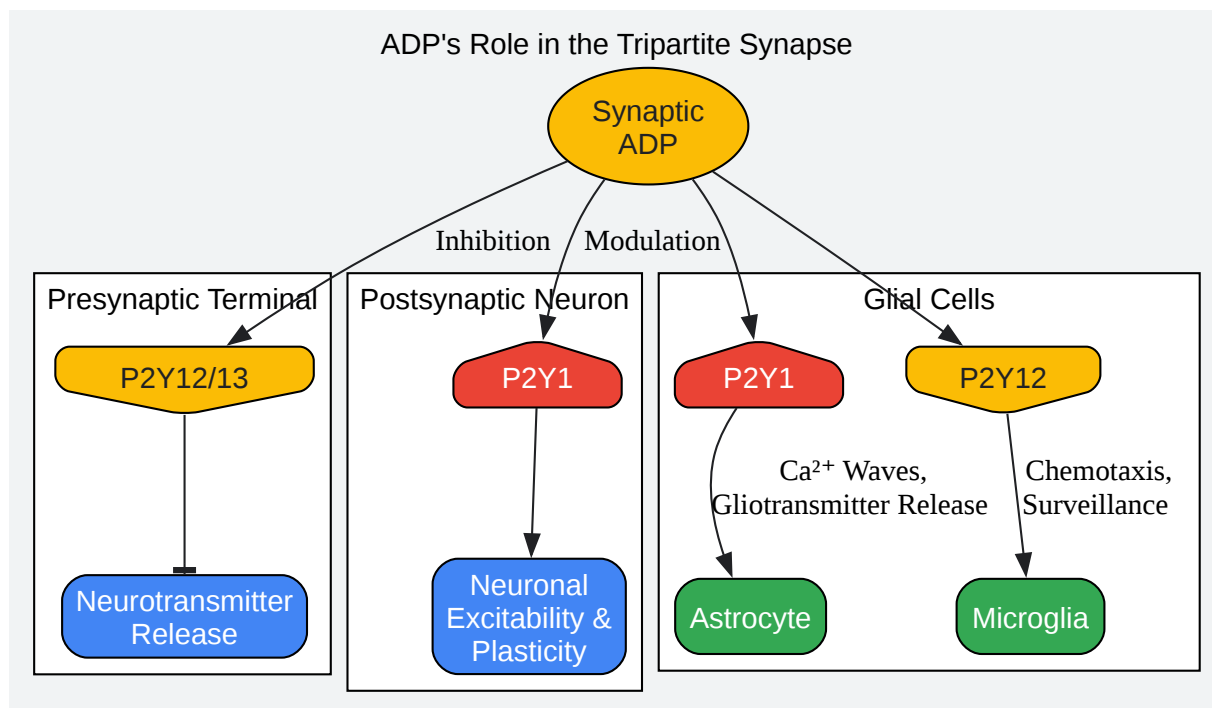 ADP's Role in the Tripartite Synapse
Synaptic
ADP
Inhibition
Modulation
Presynaptic Terminal
Postsynaptic Neuron
Glial Cells
P2Y12/13
P2Y1
P2Y1
P2Y12
Ca²⁺ Waves,
Gliotransmitter Release
Chemotaxis,
Surveillance
Neurotransmitter
Release
Neuronal
Excitability &
Plasticity
Astrocyte
Microglia